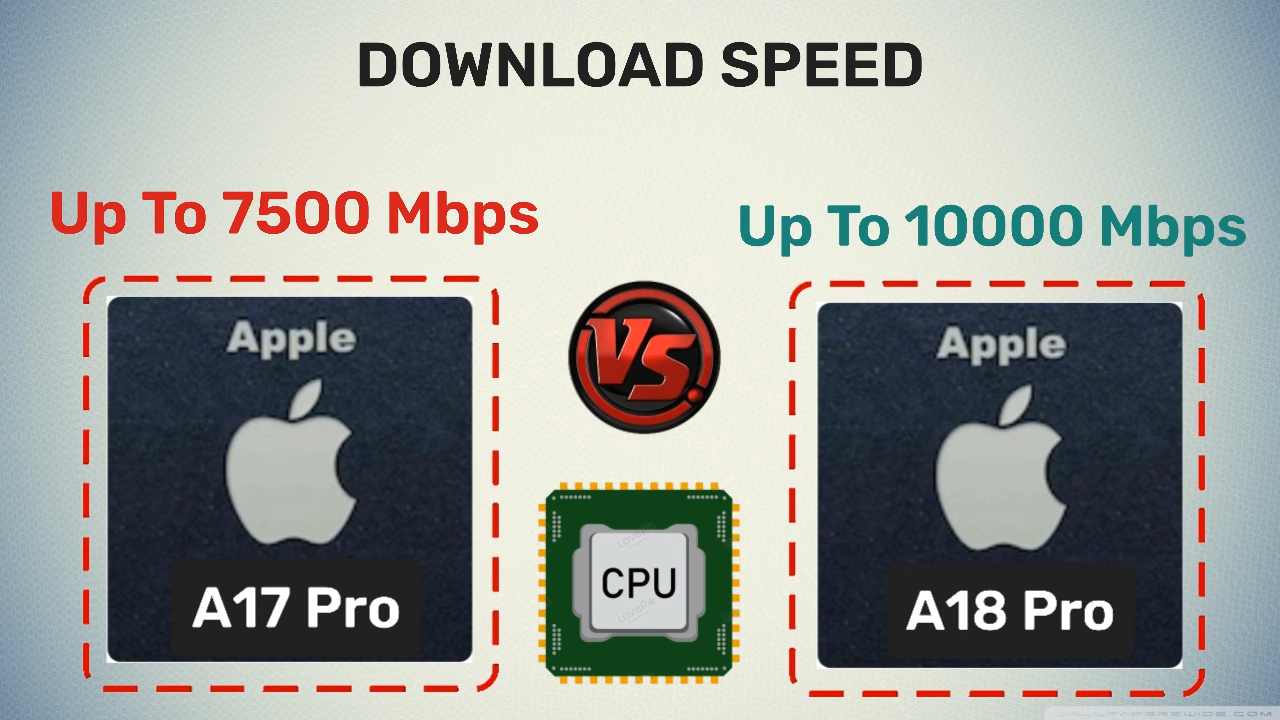 DOWNLOAD SPEED
Up To 7500 Mbps
Up To 10000 Mbps
Apple
A17 Pro
VS
CPU
Apple
A18 Pro